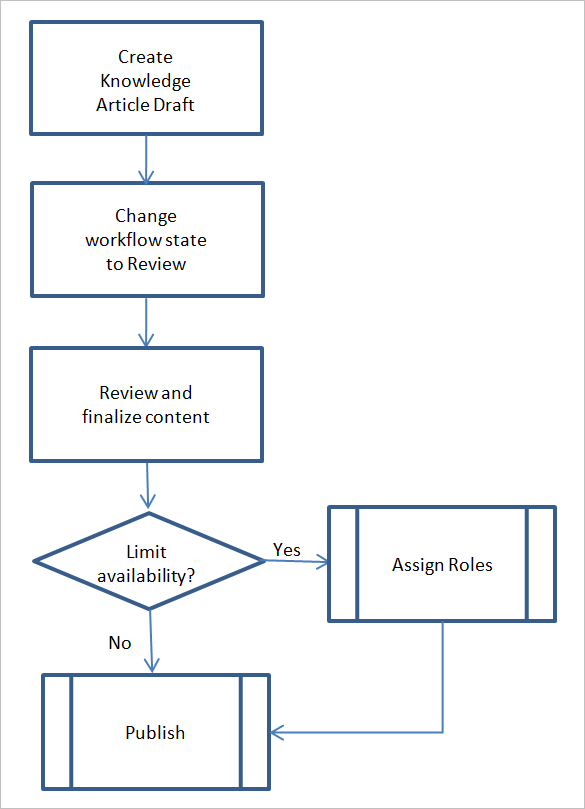 Create
Knowledge
Article Draft
Change
workflow state
to Review
Review and
finalize content
Limit
availability?
Yes
Assign Roles
No
Publish